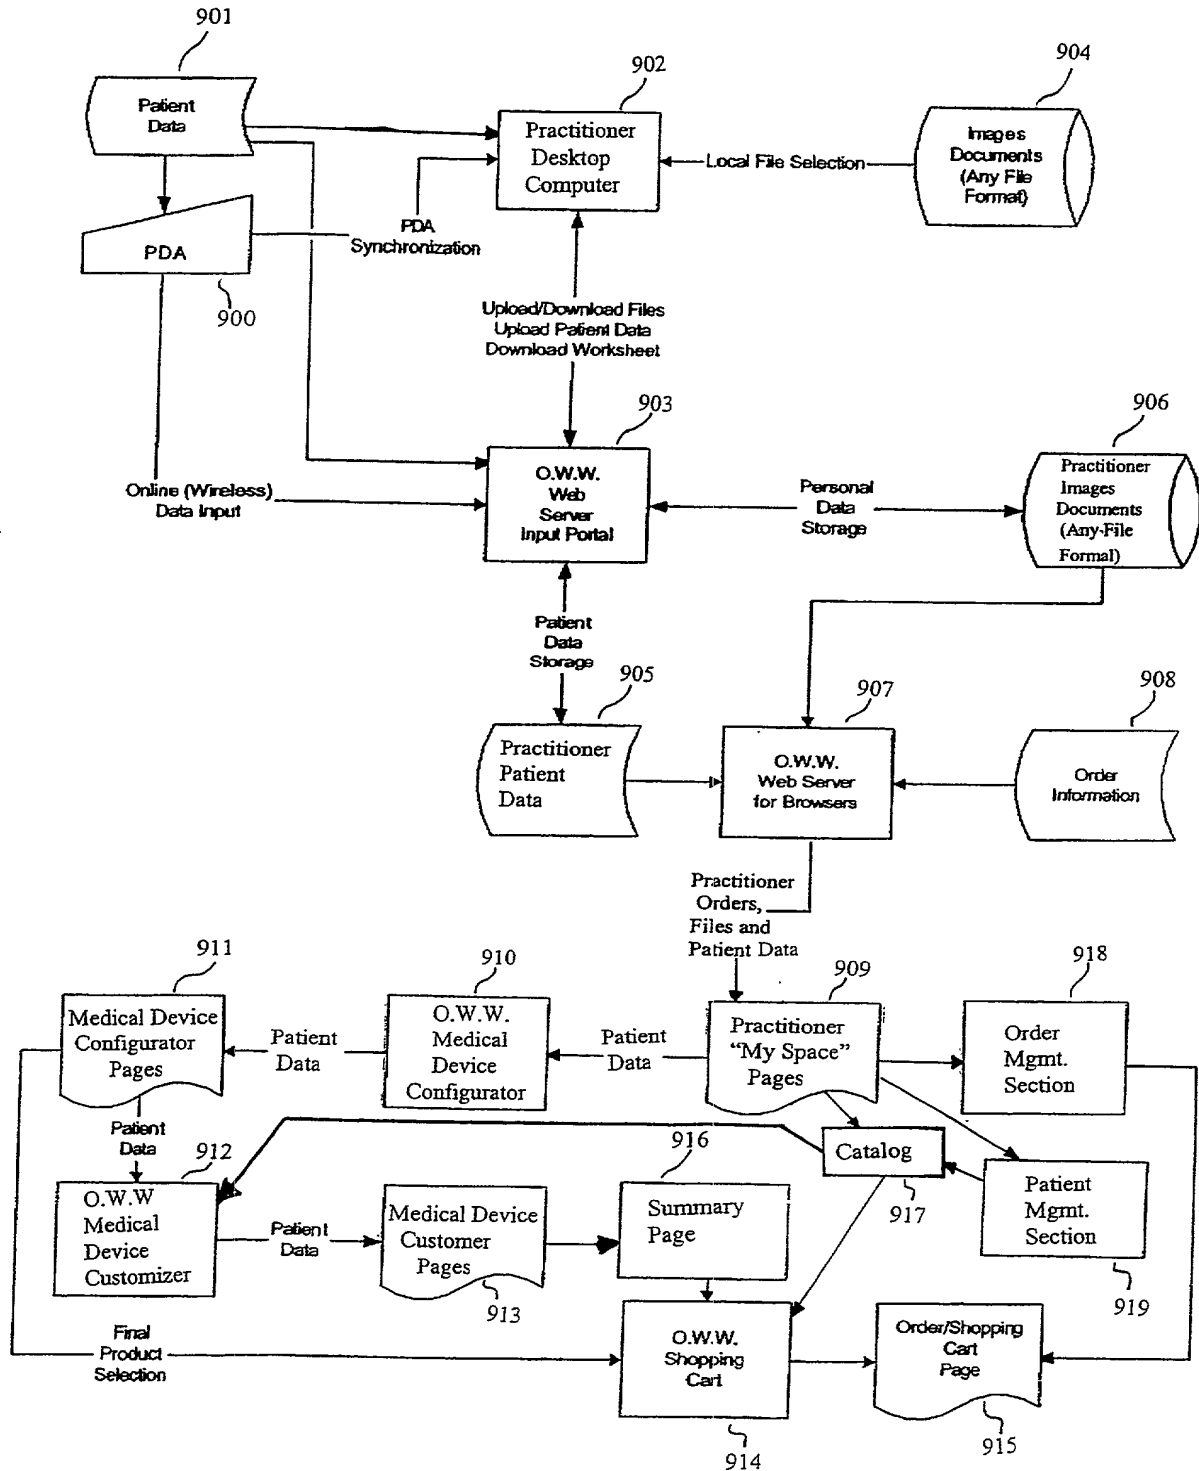 901
Patient
Data
902
Practitioner
Desktop
Computer
904
Images
Documents
(Any File
Format)
Local File Selection
PDA
PDA
Synchronization
900
Upload/Download Files
Upload Patient Data
Download Worksheet
903
O.W.W.
Web
Server
Input Portal
Online (Wireless)
Data Input
Personal
Data
Storage
906
Practitioner
Images
Documents
(Any-File
Formal)
Patient
Data
Storage
905
Practitioner
Patient
Data
907
O.W.W.
Web Server
for Browsers
908
Order
Information
Practitioner
Orders,
Files and
Patient Data
911
Medical Device
Configurator
Pages
Patient
Data
910
O.W.W.
Medical
Device
Configurator
Patient
Data
909
Practitioner
"My Space"
Pages
918
Order
Mgmt.
Section
Patient
Data
912
O.W.W
Medical
Device
Customizer
Patient
Data
Medical Device
Customer
Pages
913
916
Summary
Page
Catalog
917
Patient
Mgmt.
Section
919
Final
Product
Selection
O.W.W.
Shopping
Cart
914
Order/Shopping
Cart
Page
915